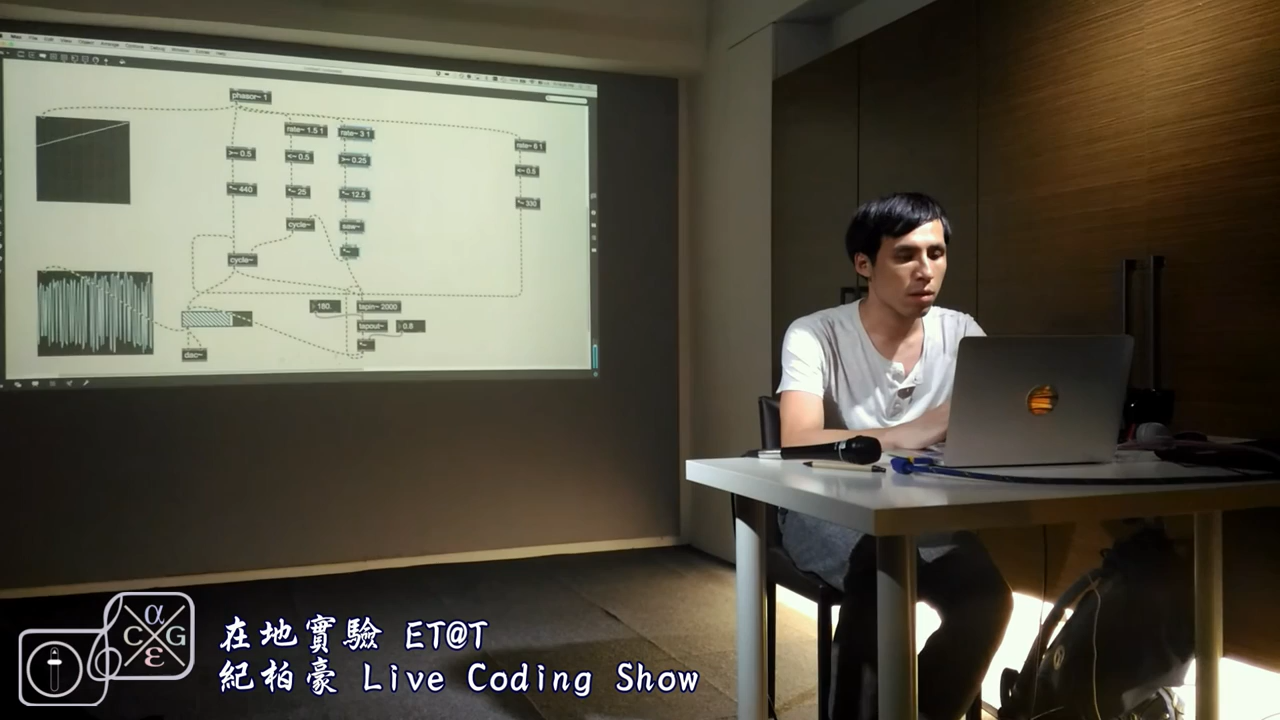 phasor~ 1
rate~ 1.5 1
rate~ 3 1
rate~ 6 1
>~ 0.5
<~ 0.5
>~ 0.25
<~ 0.5
*~ 440
*~ 25
*~ 12.5
*~ 330
cycle~
saw~
cycle~
180.
tapin~ 2000
tapout~
0.8
dac~
α
C G
ε
在地實驗 ET@T
紀柏豪 Live Coding Show